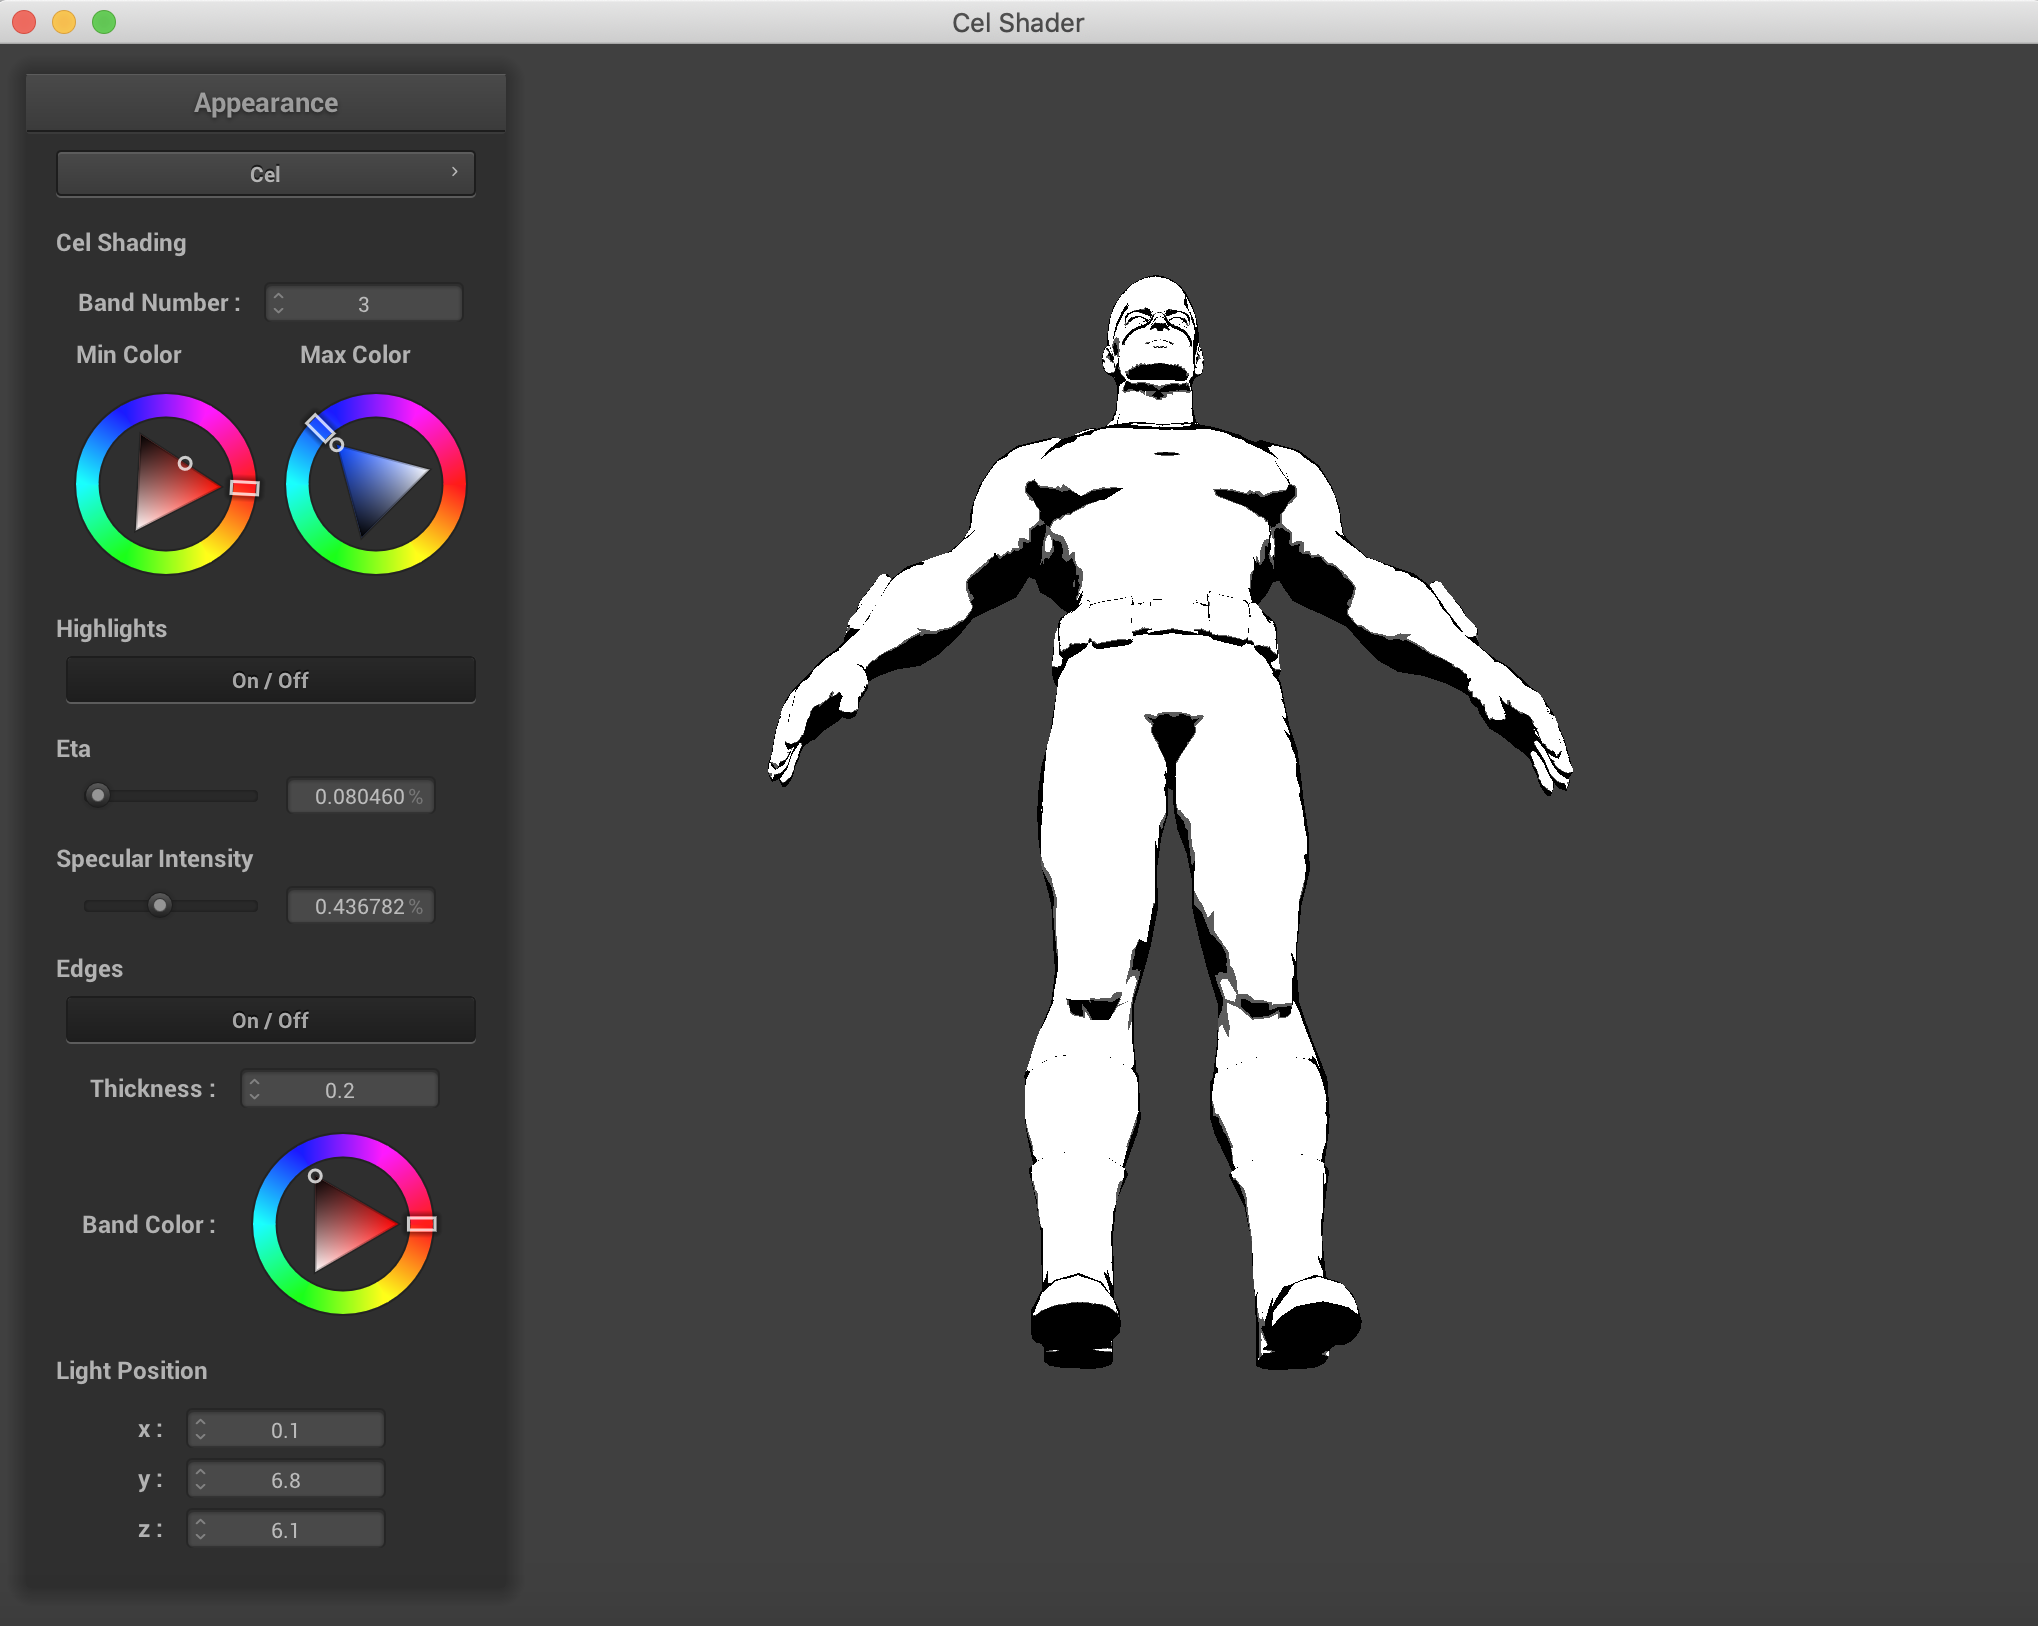 Cel Shader
Appearance
Cel
Cel Shading
Band Number : 3
Min Color Max Color
Highlights
On / Off
Eta
0.080460 %
Specular Intensity
0.436782 %
Edges
On / Off
Thickness : 0.2
Band Color :
Light Position
x : 0.1
y : 6.8
z : 6.1